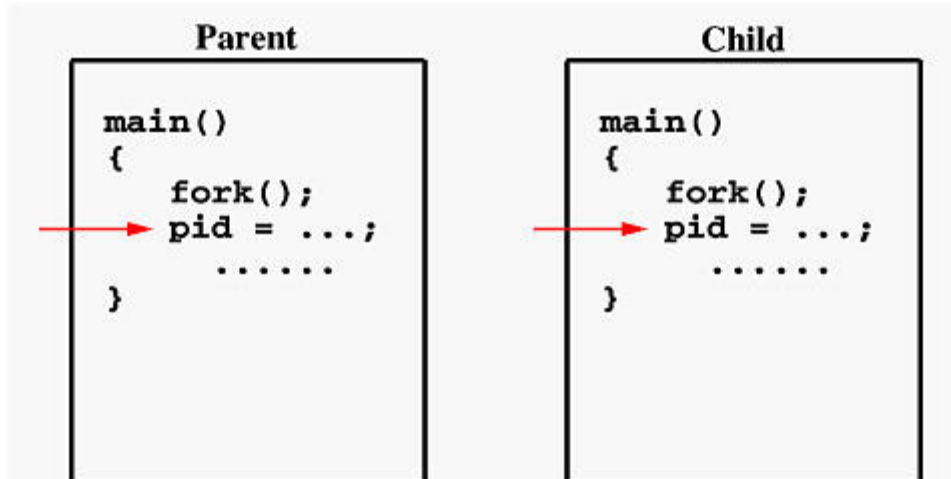 Parent
main()
{
fork();
pid = ...;
......
}
Child
main()
{
fork();
pid = ...;
......
}